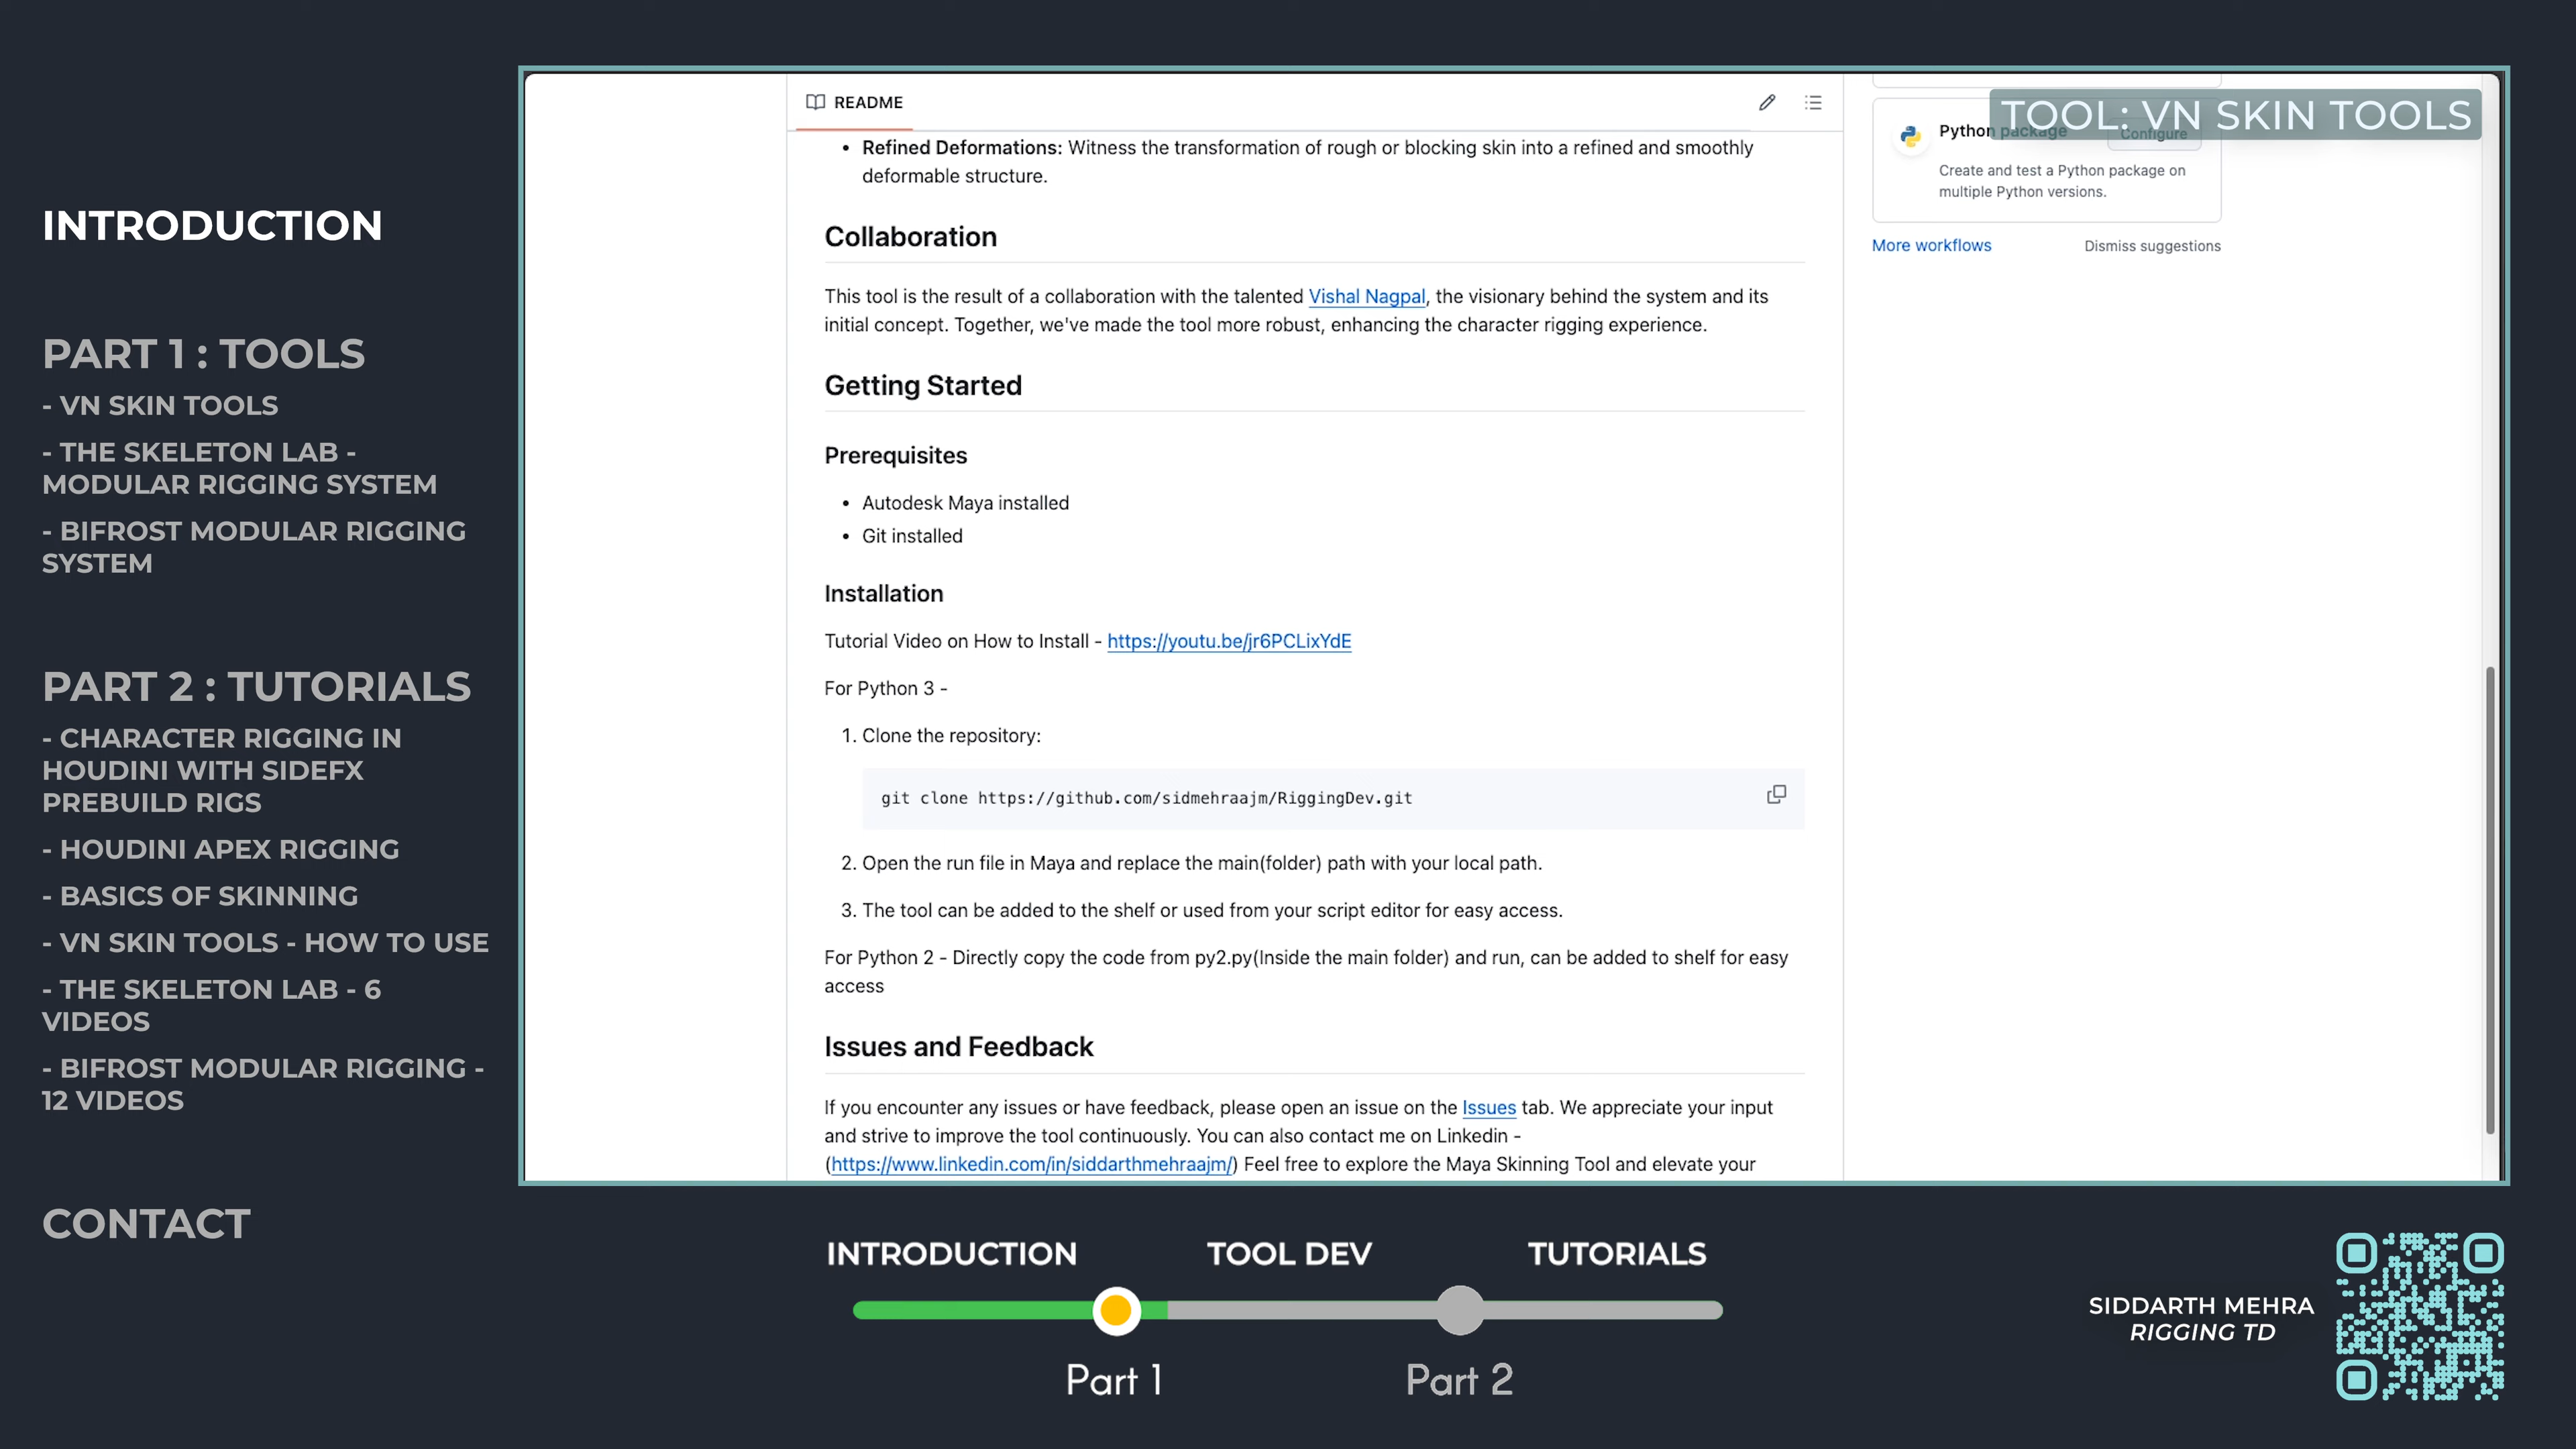 INTRODUCTION
PART 1 : TOOLS
- VN SKIN TOOLS
- THE SKELETON LAB -
MODULAR RIGGING SYSTEM
- BIFROST MODULAR RIGGING
SYSTEM
PART 2 : TUTORIALS
- CHARACTER RIGGING IN
HOUDINI WITH SIDEFX
PREBUILD RIGS
- HOUDINI APEX RIGGING
- BASICS OF SKINNING
- VN SKIN TOOLS - HOW TO USE
- THE SKELETON LAB - 6
VIDEOS
- BIFROST MODULAR RIGGING -
12 VIDEOS
CONTACT
README
• Refined Deformations: Witness the transformation of rough or blocking skin into a refined and smoothly
deformable structure.
Collaboration
This tool is the result of a collaboration with the talented Vishal Nagpal, the visionary behind the system and its
initial concept. Together, we've made the tool more robust, enhancing the character rigging experience.
Getting Started
Prerequisites
• Autodesk Maya installed
• Git installed
Installation
Tutorial Video on How to Install - https://youtu.be/jr6PCLixYdE
For Python 3 -
1. Clone the repository:
git clone https://github.com/sidmehraajm/RiggingDev.git
2. Open the run file in Maya and replace the main(folder) path with your local path.
3. The tool can be added to the shelf or used from your script editor for easy access.
For Python 2 - Directly copy the code from py2.py(Inside the main folder) and run, can be added to shelf for easy
access
Issues and Feedback
If you encounter any issues or have feedback, please open an issue on the Issues tab. We appreciate your input
and strive to improve the tool continuously. You can also contact me on Linkedin -
(https://www.linkedin.com/in/siddarthmehraajm/) Feel free to explore the Maya Skinning Tool and elevate your
TOOL: VN SKIN TOOLS
Python package
Configure
Create and test a Python package on
multiple Python versions.
More workflows
Dismiss suggestions
INTRODUCTION
TOOL DEV
TUTORIALS
Part 1
Part 2
SIDDARTH MEHRA
RIGGING TD